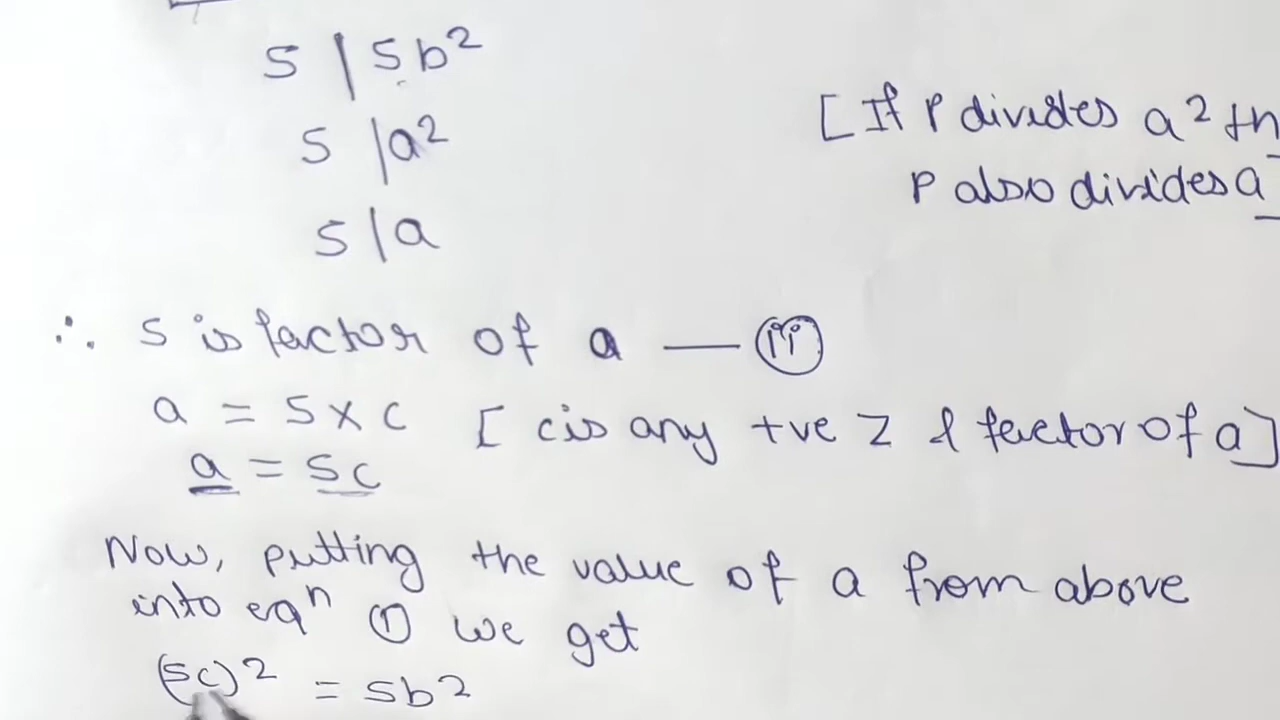 5 | 5b²
5 | a²
5 | a
[If P divides a² th
P also divides a
∴ 5 is factor of a — (ii)
a = 5 × c [ c is any +ve Z & factor of a]
a = 5c
Now, putting the value of a from above
into eqⁿ ① we get
(5c)² = 5b²